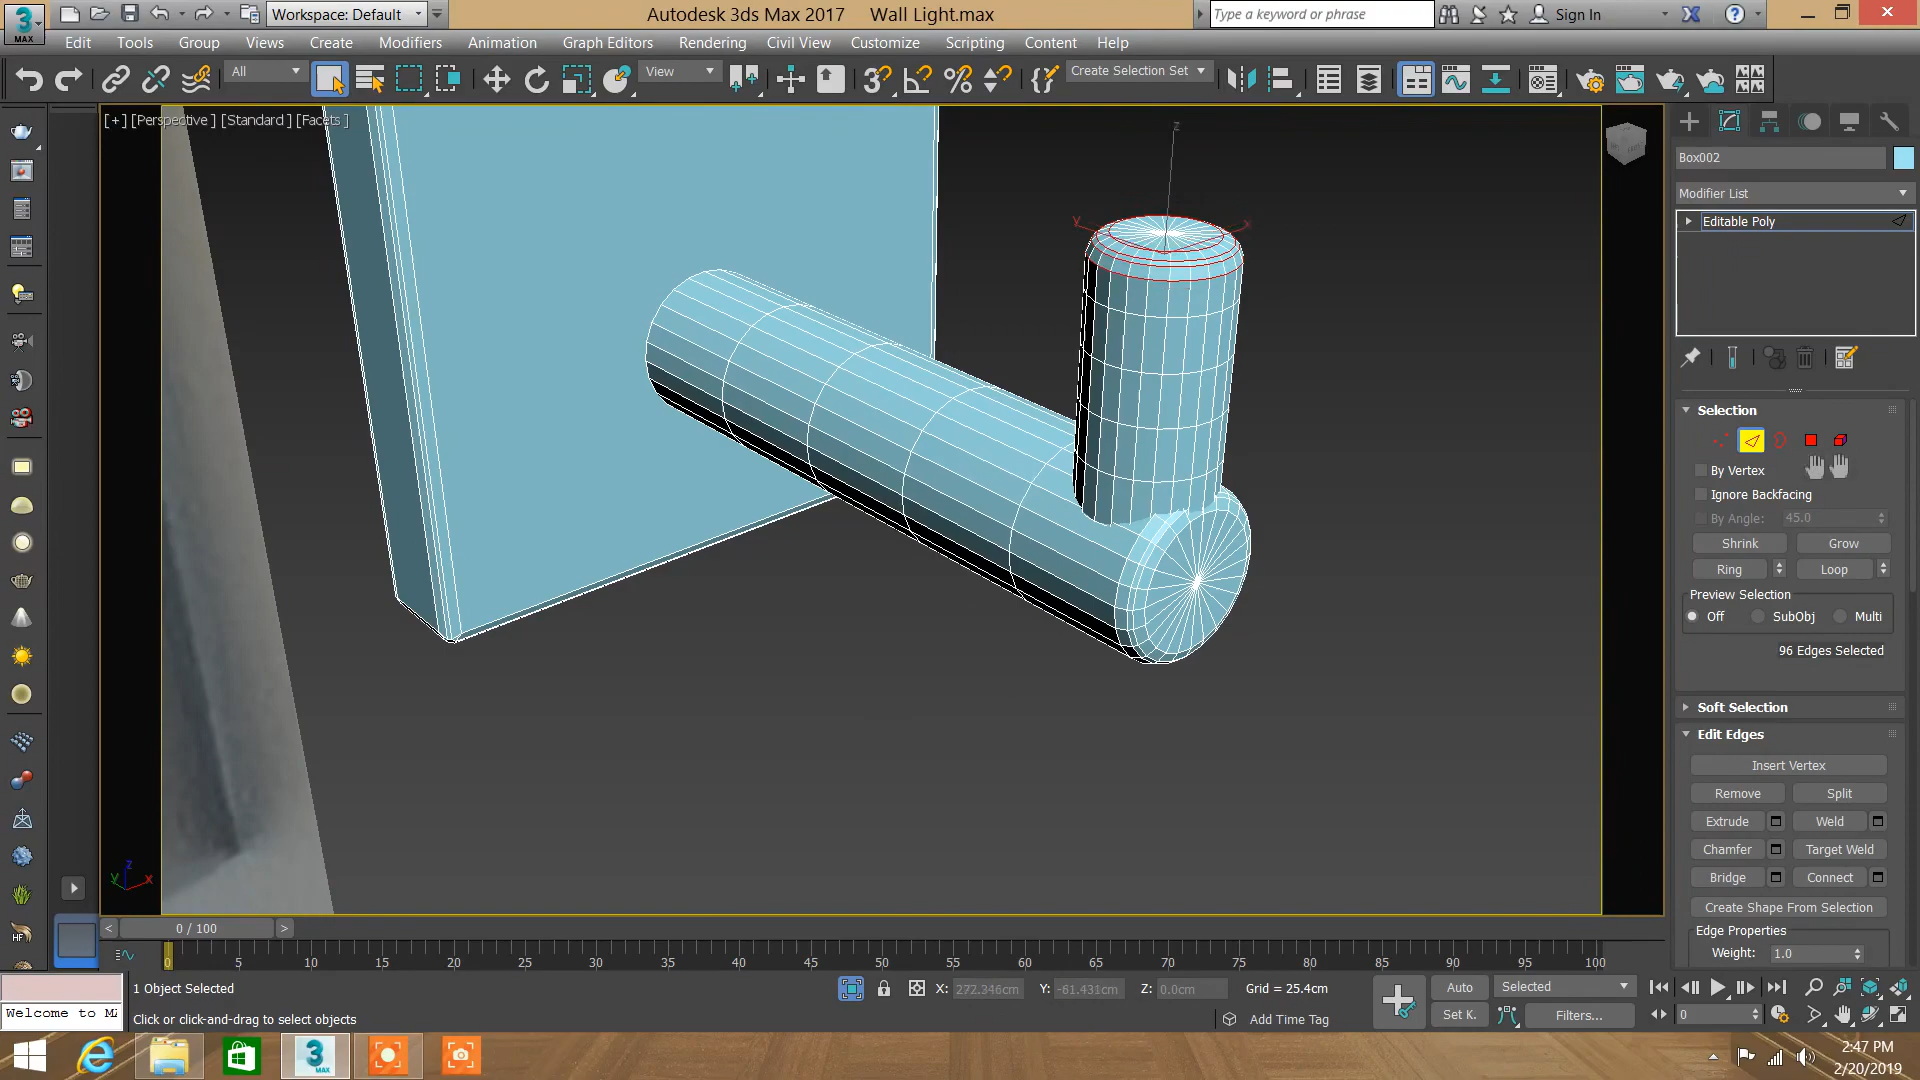 Workspace: Default
Autodesk 3ds Max 2017    Wall Light.max
Type a keyword or phrase
Sign In
MAX
Edit Tools Group Views Create Modifiers Animation Graph Editors Rendering Civil View Customize Scripting Content Help
All
View
Create Selection Set
[+] [Perspective ] [Standard ] [Facets ]
z
y
x
Box002
Modifier List
Editable Poly
Selection
By Vertex
Ignore Backfacing
By Angle: 45.0
Shrink Grow
Ring Loop
Preview Selection
Off SubObj Multi
96 Edges Selected
Soft Selection
Edit Edges
Insert Vertex
Remove Split
Extrude Weld
Chamfer Target Weld
Bridge Connect
Create Shape From Selection
Edge Properties
Weight: 1.0
z
y
x
HF
< 0 / 100 >
0 5 10 15 20 25 30 35 40 45 50 55 60 65 70 75 80 85 90 95 100
1 Object Selected
X: 272.346cm Y: -61.431cm Z: 0.0cm Grid = 25.4cm
Auto Selected
Welcome to MA
Click or click-and-drag to select objects
Add Time Tag
Set K. Filters...
0
2:47 PM
2/20/2019